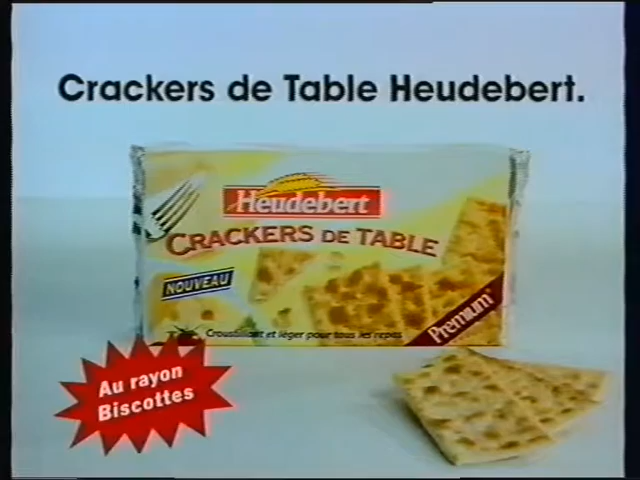 Crackers de Table Heudebert.
Heudebert
CRACKERS DE TABLE
NOUVEAU
Croustillant et léger pour tous les repas
Premium
Au rayon
Biscottes